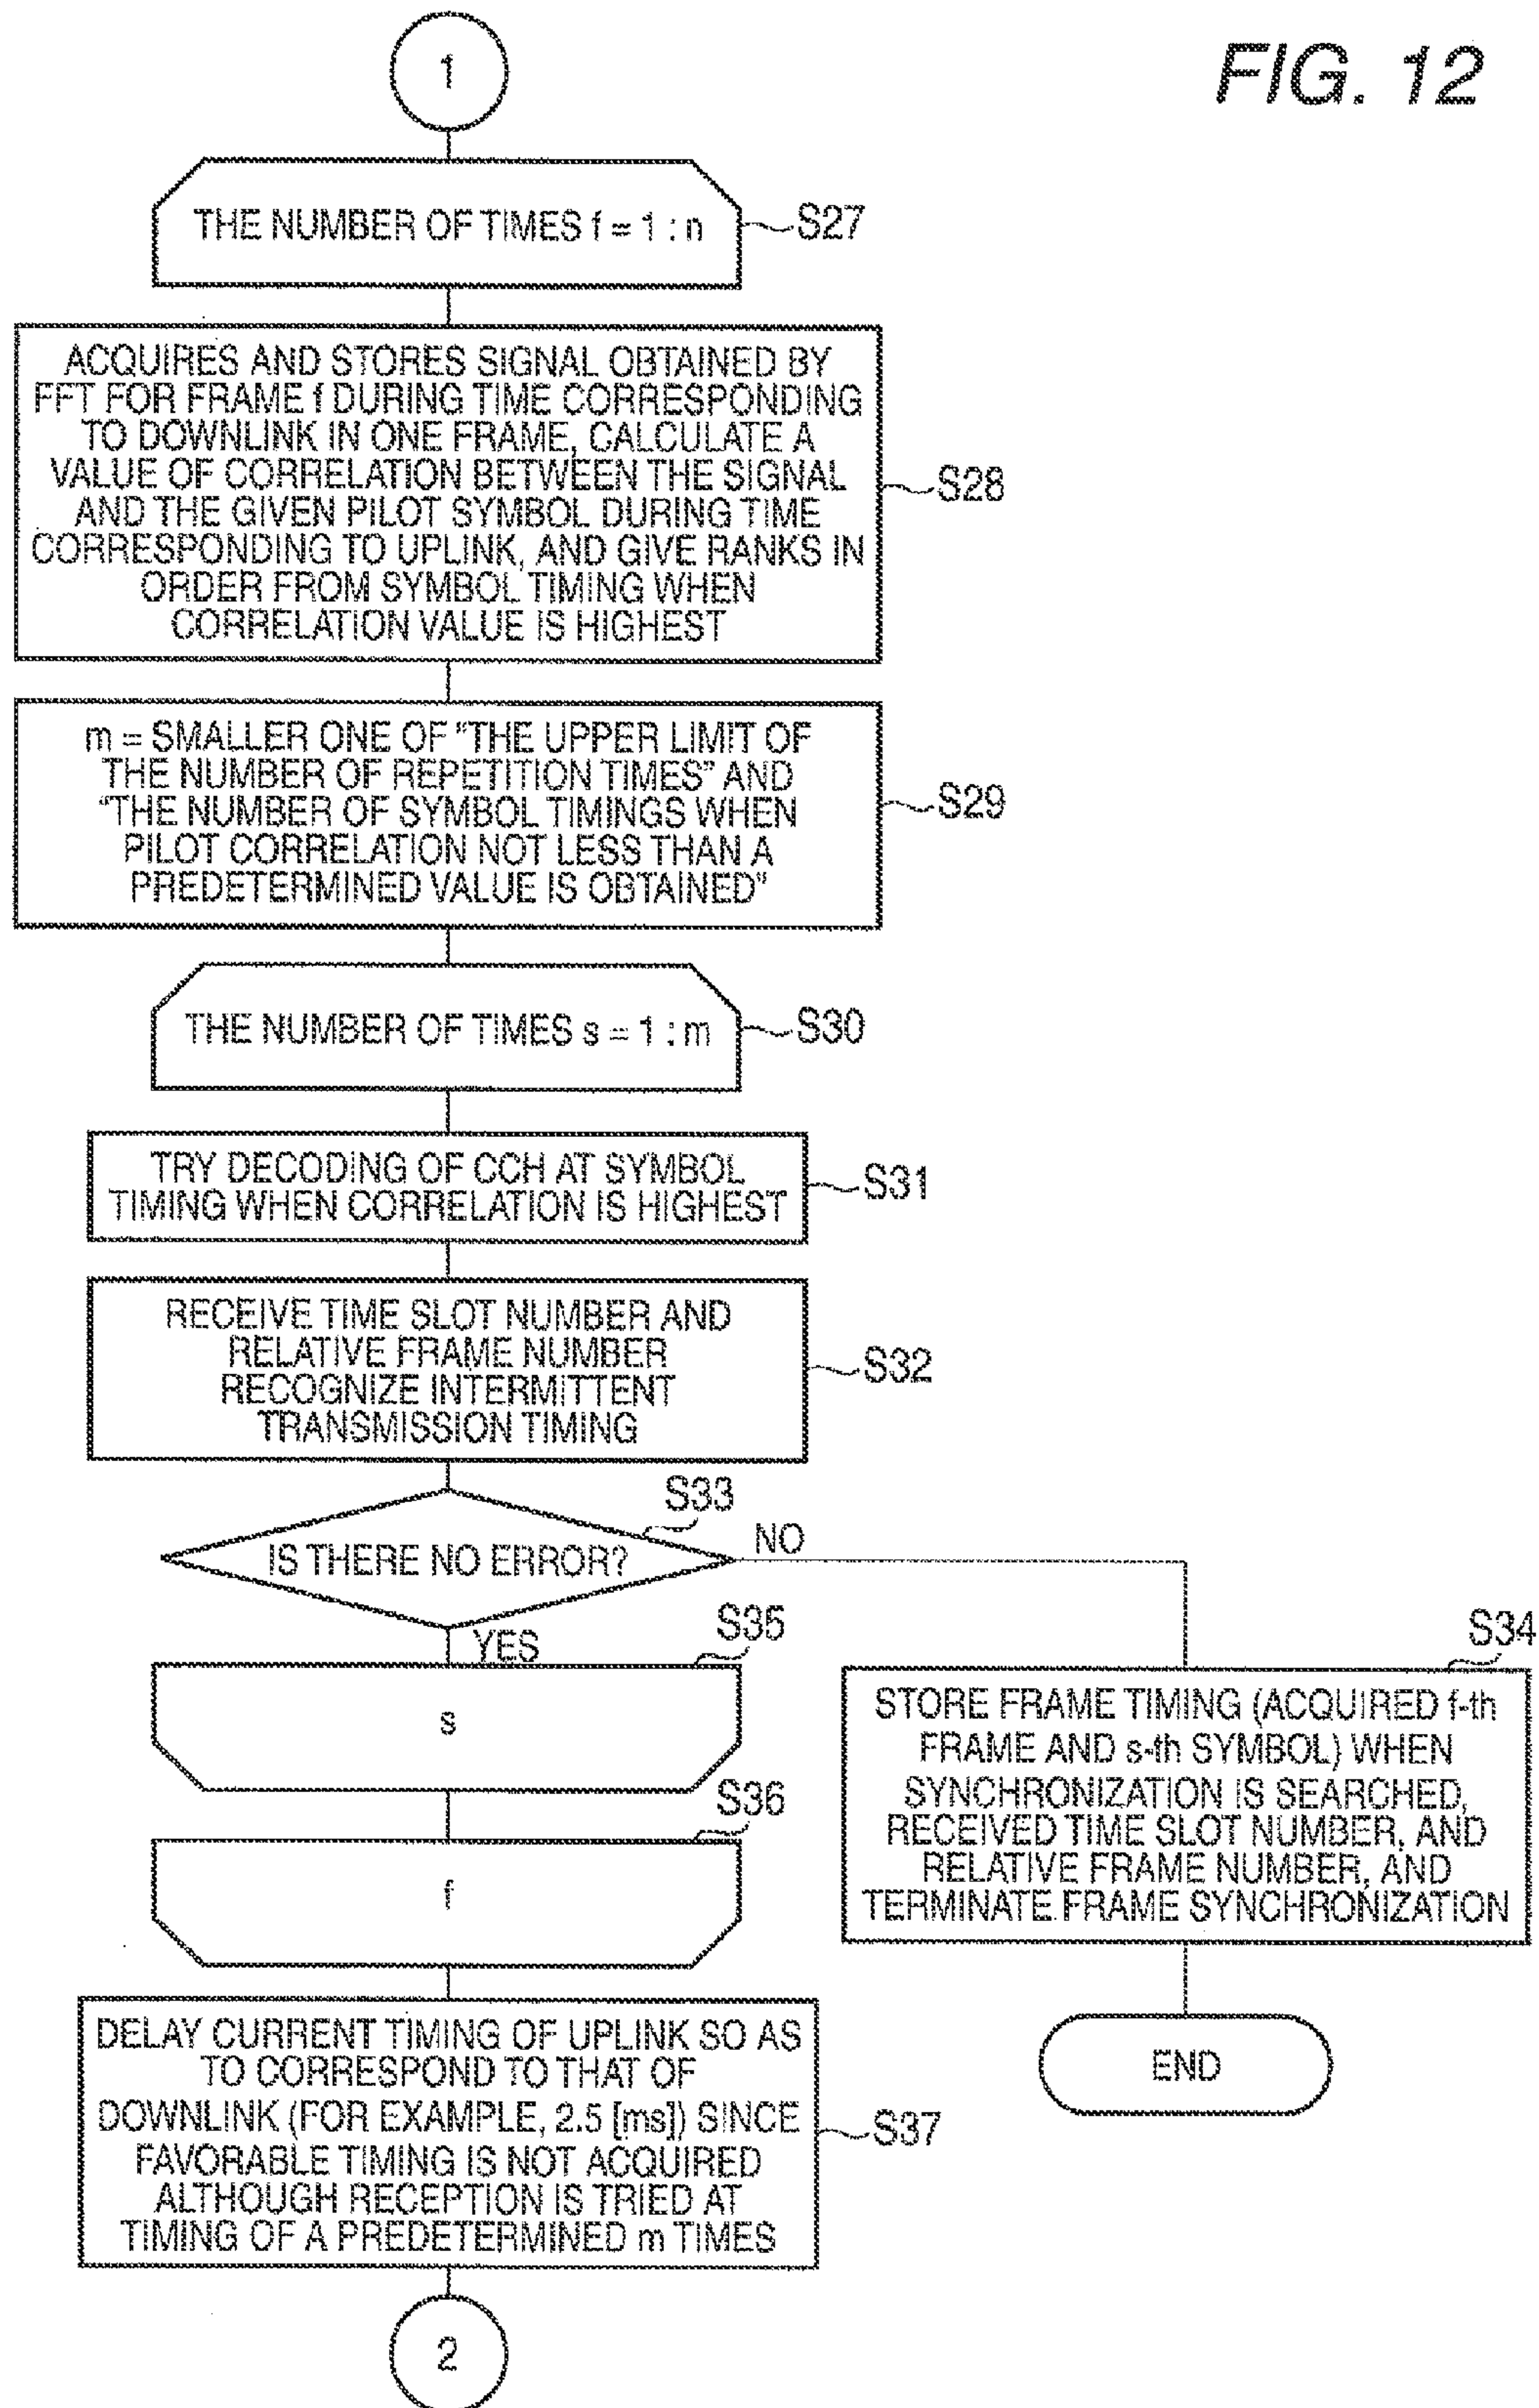 FIG. 12
1
THE NUMBER OF TIMES f = 1 : n
S27
ACQUIRES AND STORES SIGNAL OBTAINED BY
FFT FOR FRAME f DURING TIME CORRESPONDING
TO DOWNLINK IN ONE FRAME, CALCULATE A
VALUE OF CORRELATION BETWEEN THE SIGNAL
AND THE GIVEN PILOT SYMBOL DURING TIME
CORRESPONDING TO UPLINK, AND GIVE RANKS IN
ORDER FROM SYMBOL TIMING WHEN
CORRELATION VALUE IS HIGHEST
S28
m = SMALLER ONE OF "THE UPPER LIMIT OF
THE NUMBER OF REPETITION TIMES" AND
"THE NUMBER OF SYMBOL TIMINGS WHEN
PILOT CORRELATION NOT LESS THAN A
PREDETERMINED VALUE IS OBTAINED"
S29
THE NUMBER OF TIMES s = 1 : m
S30
TRY DECODING OF CCH AT SYMBOL
TIMING WHEN CORRELATION IS HIGHEST
S31
RECEIVE TIME SLOT NUMBER AND
RELATIVE FRAME NUMBER
RECOGNIZE INTERMITTENT
TRANSMISSION TIMING
S32
S33
IS THERE NO ERROR?
NO
YES
S35
s
S34
STORE FRAME TIMING (ACQUIRED f-th
FRAME AND s-th SYMBOL) WHEN
SYNCHRONIZATION IS SEARCHED,
RECEIVED TIME SLOT NUMBER, AND
RELATIVE FRAME NUMBER, AND
TERMINATE FRAME SYNCHRONIZATION
S36
f
END
DELAY CURRENT TIMING OF UPLINK SO AS
TO CORRESPOND TO THAT OF
DOWNLINK (FOR EXAMPLE, 2.5 [ms]) SINCE
FAVORABLE TIMING IS NOT ACQUIRED
ALTHOUGH RECEPTION IS TRIED AT
TIMING OF A PREDETERMINED m TIMES
S37
2